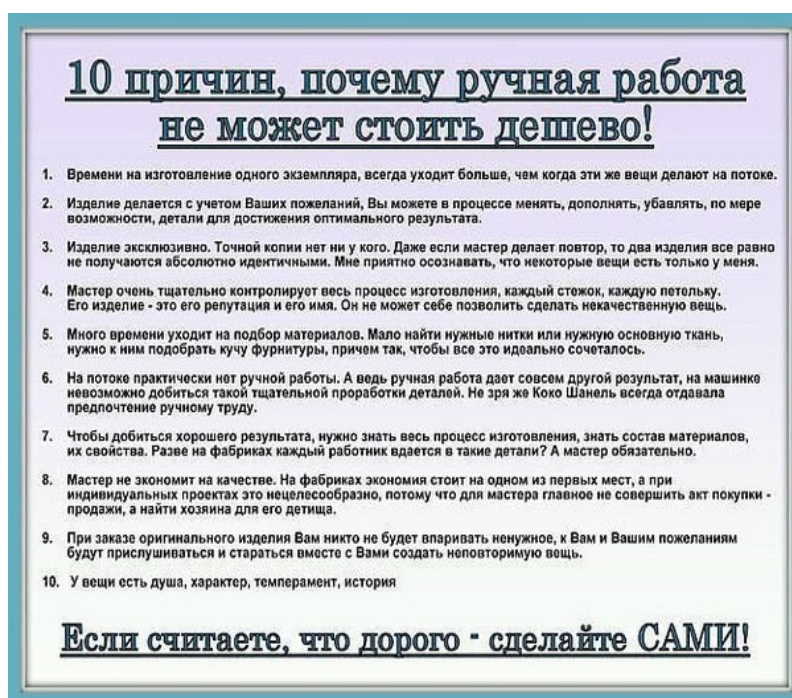 10 причин, почему ручная работа
не может стоить дешево!
1. Времени на изготовление одного экземпляра, всегда уходит больше, чем когда эти же вещи делают на потоке.
2. Изделие делается с учетом Ваших пожеланий, Вы можете в процессе менять, дополнять, убавлять, по мере
возможности, детали для достижения оптимального результата.
3. Изделие эксклюзивно. Точной копии нет ни у кого. Даже если мастер делает повтор, то два изделия все равно
не получаются абсолютно идентичными. Мне приятно осознавать, что некоторые вещи есть только у меня.
4. Мастер очень тщательно контролирует весь процесс изготовления, каждый стежок, каждую петельку.
Его изделие - это его репутация и его имя. Он не может себе позволить сделать некачественную вещь.
5. Много времени уходит на подбор материалов. Мало найти нужные нитки или нужную основную ткань,
нужно к ним подобрать кучу фурнитуры, причем так, чтобы все это идеально сочеталось.
6. На потоке практически нет ручной работы. А ведь ручная работа дает совсем другой результат, на машинке
невозможно добиться такой тщательной проработки деталей. Не зря же Коко Шанель всегда отдавала
предпочтение ручному труду.
7. Чтобы добиться хорошего результата, нужно знать весь процесс изготовления, знать состав материалов,
их свойства. Разве на фабриках каждый работник вдается в такие детали? А мастер обязательно.
8. Мастер не экономит на качестве. На фабриках экономия стоит на одном из первых мест, а при
индивидуальных проектах это нецелесообразно, потому что для мастера главное не совершить акт покупки -
продажи, а найти хозяина для его детища.
9. При заказе оригинального изделия Вам никто не будет впаривать ненужное, к Вам и Вашим пожеланиям
будут прислушиваться и стараться вместе с Вами создать неповторимую вещь.
10. У вещи есть душа, характер, темперамент, история
Если считаете, что дорого - сделайте САМИ!